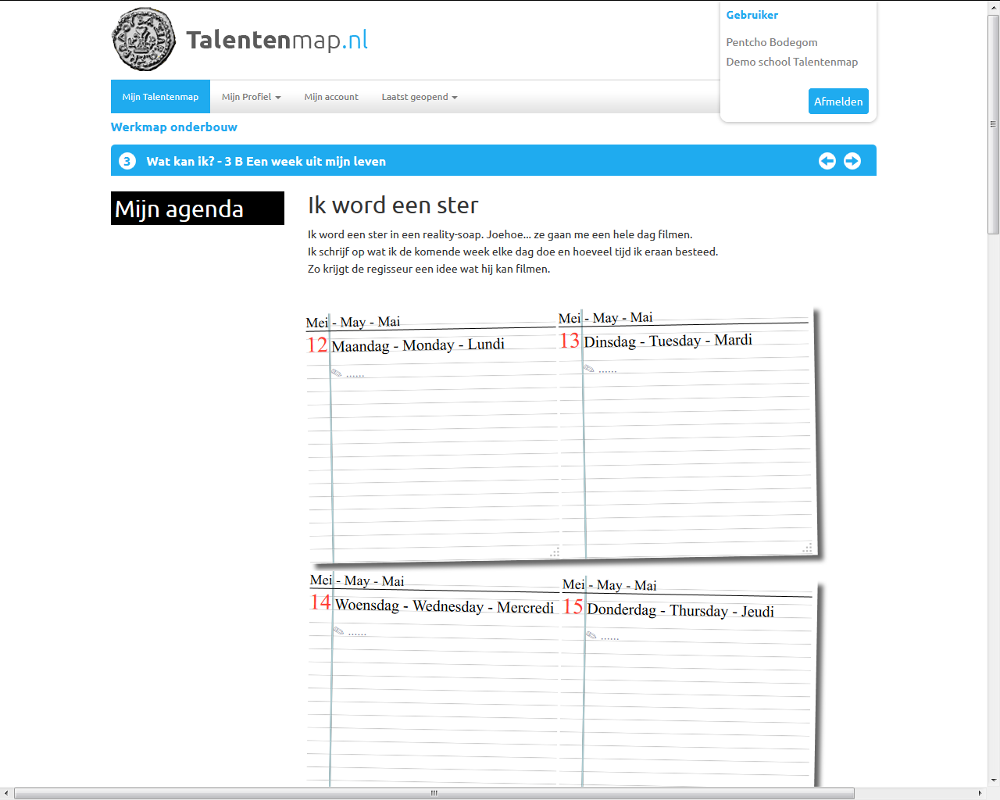 Talentenmap.nl
Gebruiker
Pentcho Bodegom
Demo school Talentenmap
Afmelden
Mijn Talentenmap
Mijn Profiel
Mijn account
Laatst geopend
Werkmap onderbouw
3 Wat kan ik? - 3 B Een week uit mijn leven
Mijn agenda
Ik word een ster
Ik word een ster in een reality-soap. Joehoe... ze gaan me een hele dag filmen.
Ik schrijf op wat ik de komende week elke dag doe en hoeveel tijd ik eraan besteed.
Zo krijgt de regisseur een idee wat hij kan filmen.
Mei - May - Mai
12 Maandag - Monday - Lundi
......
Mei - May - Mai
13 Dinsdag - Tuesday - Mardi
......
Mei - May - Mai
14 Woensdag - Wednesday - Mercredi
......
Mei - May - Mai
15 Donderdag - Thursday - Jeudi
......